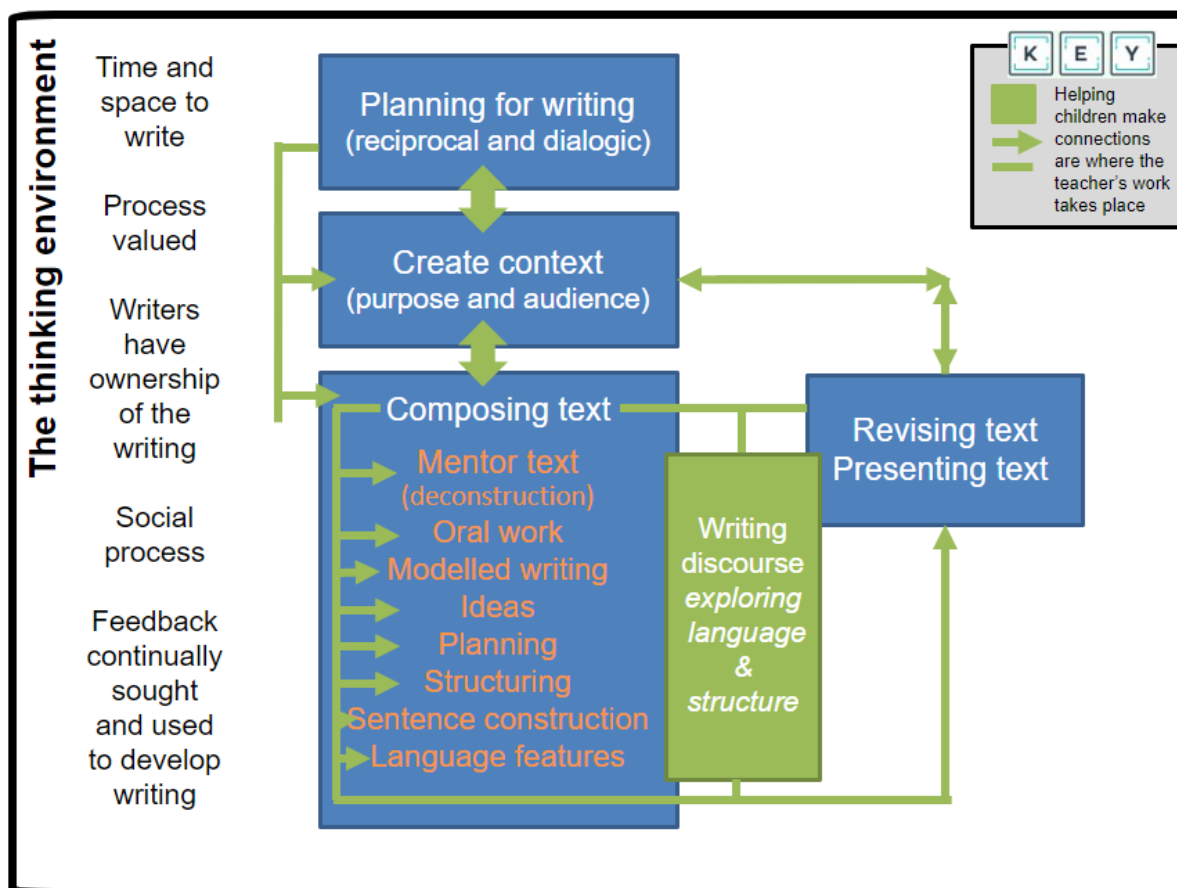 The thinking environment
Time and
space to
write
Process
valued
Writers
have
ownership
of the
writing
Social
process
Feedback
continually
sought
and used
to develop
writing
Planning for writing
(reciprocal and dialogic)
Create context
(purpose and audience)
Composing text
Mentor text
(deconstruction)
Oral work
Modelled writing
Ideas
Planning
Structuring
Sentence construction
Language features
Writing
discourse
exploring
language
&
structure
Revising text
Presenting text
K E Y
Helping
children make
connections
are where the
teacher's work
takes place